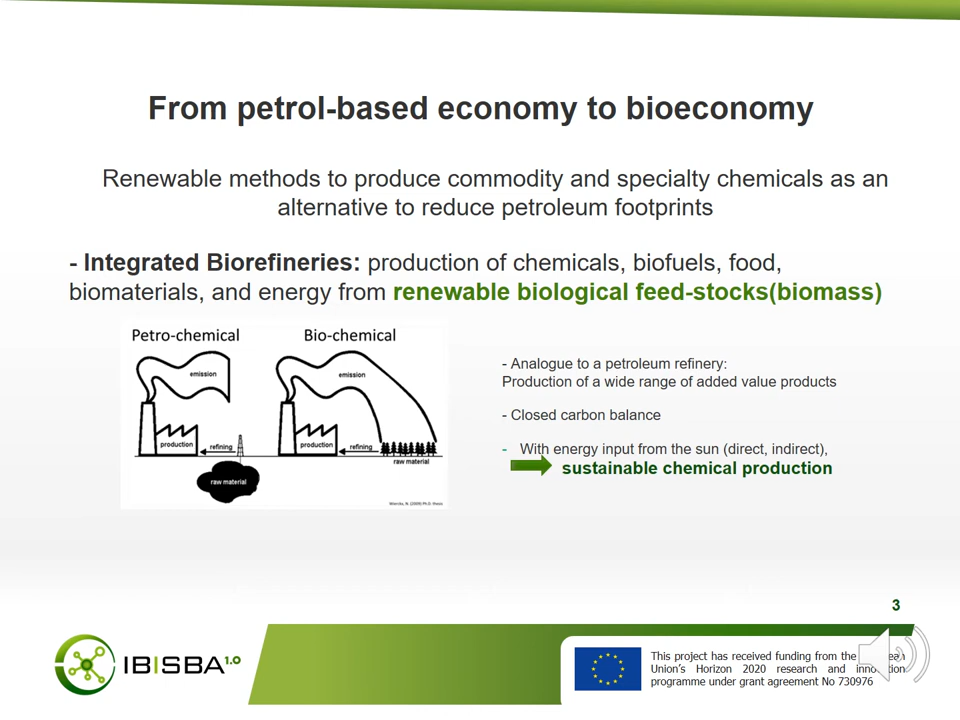 From petrol-based economy to bioeconomy
Renewable methods to produce commodity and specialty chemicals as an
alternative to reduce petroleum footprints
- Integrated Biorefineries: production of chemicals, biofuels, food,
biomaterials, and energy from renewable biological feed-stocks(biomass)
Petro-chemical
emission
production
refining
raw material
Bio-chemical
emission
production
refining
raw material
(2009) Ph.D. thesis
- Analogue to a petroleum refinery:
Production of a wide range of added value products
- Closed carbon balance
- With energy input from the sun (direct, indirect),
sustainable chemical production
3
IBISBA 1.0
This project has received funding from the
Union's Horizon 2020 research and
programme under grant agreement No 730976